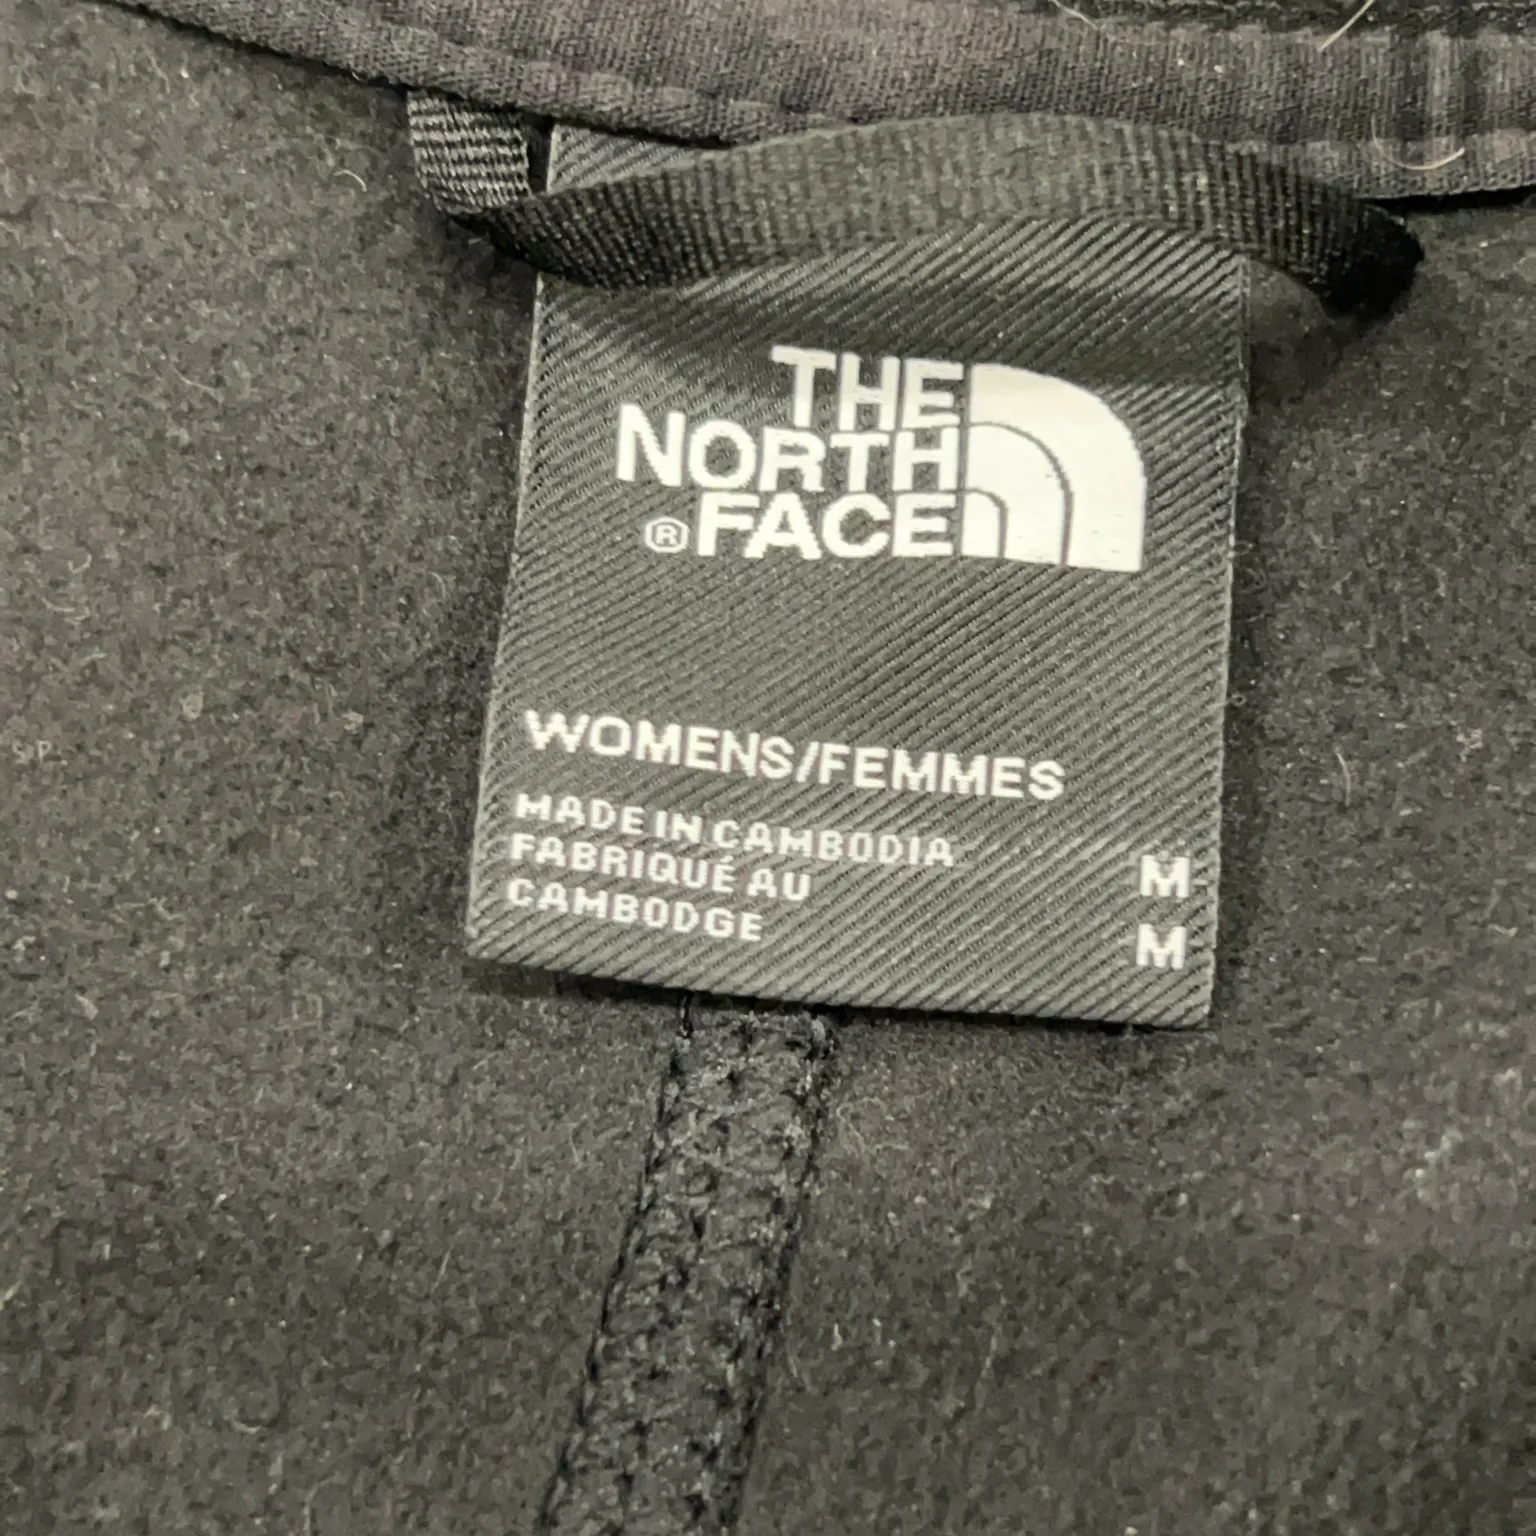 THE
NORTH
®FACE
WOMENS/FEMMES
MADE IN CAMBODIA
FABRIQUÉ AU M
CAMBODGE M